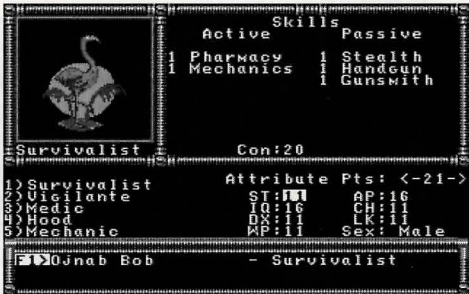 Skills
Active Passive
1 Pharmacy 1 Stealth
1 Mechanics 1 Handgun
1 Gunsmith
Survivalist Con:20
Attribute Pts: <-21->
1)Survivalist ST:11 AP:16
2)Vigilante IQ:16 CH:11
3)Medic DX:11 LK:11
4)Hood WP:11 Sex: Male
5)Mechanic
F1>Ojnab Bob - Survivalist